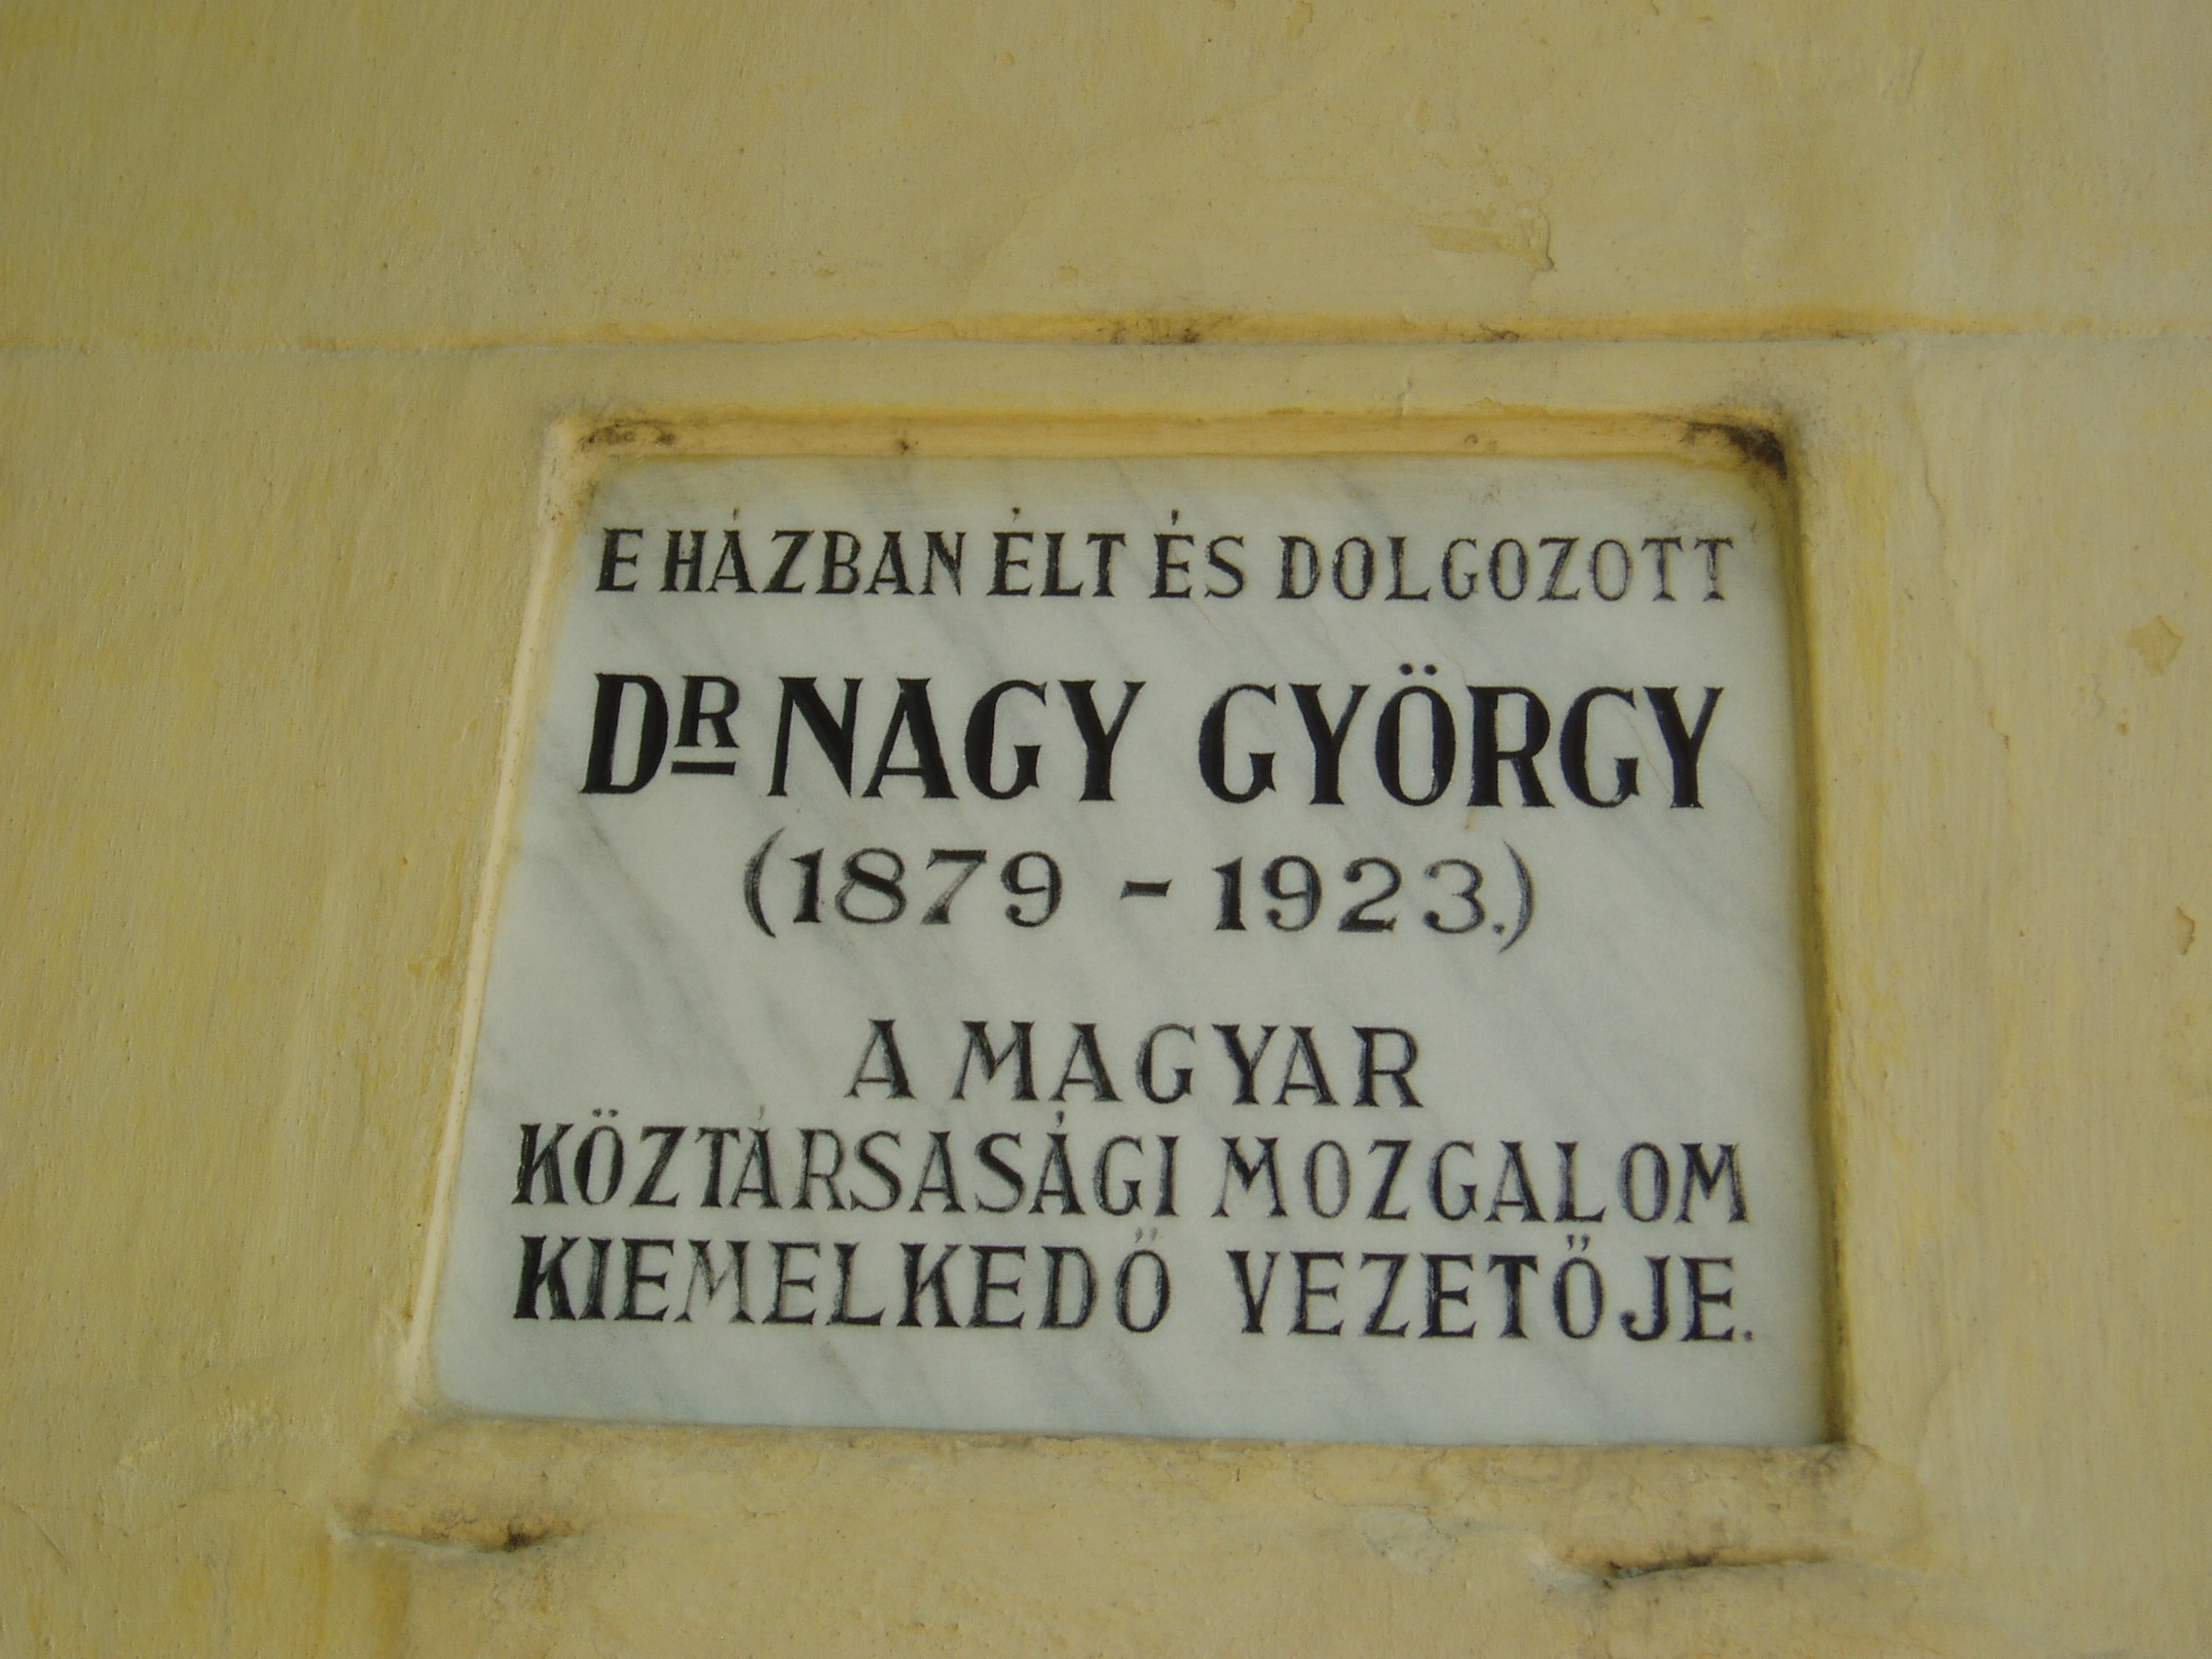 E HÁZBAN ÉLT ÉS DOLGOZOTT
DR NAGY GYÖRGY
(1879 - 1923.)
A MAGYAR
KÖZTÁRSASÁGI MOZGALOM
KIEMELKEDŐ VEZETŐJE.